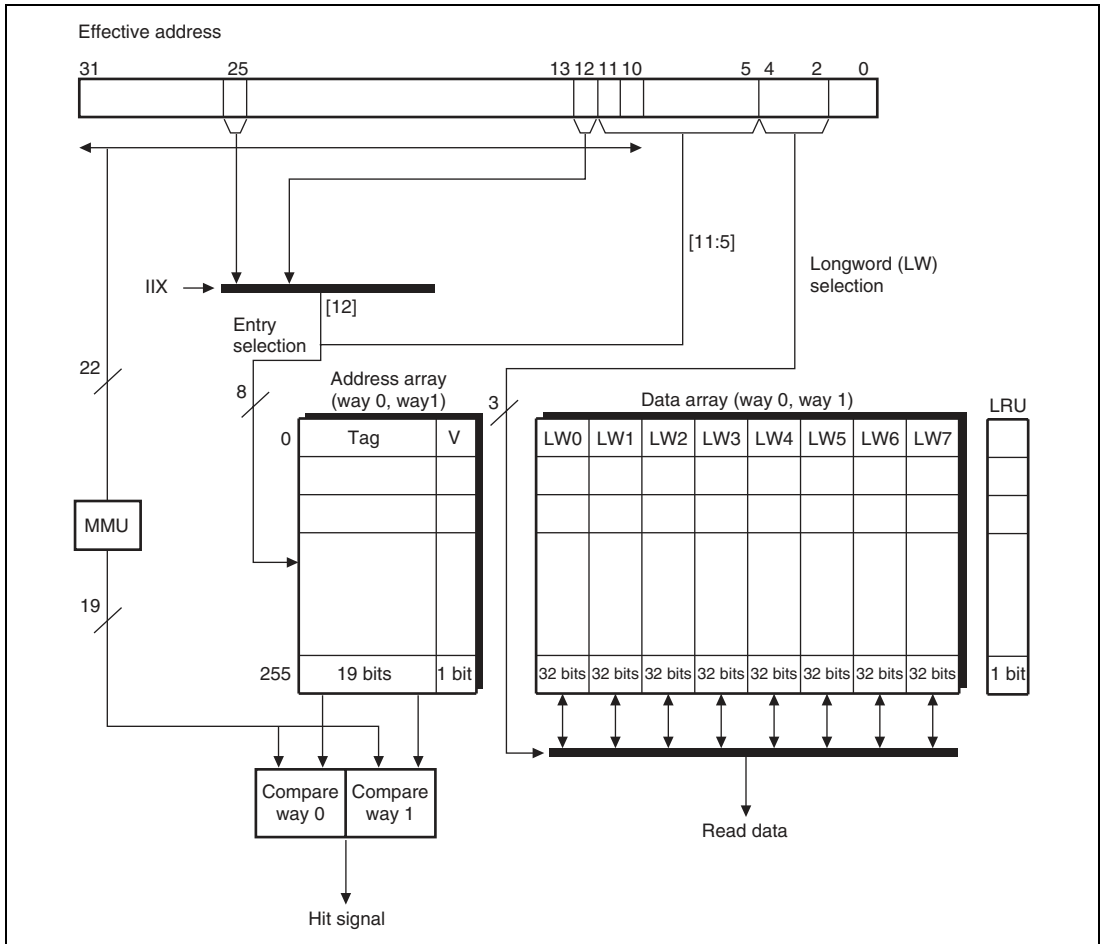 Effective address
31 25 13 12 11 10 5 4 2 0
[11:5]
Longword (LW)
selection
IIX
[12]
Entry
selection
22
8
Address array
(way 0, way1)
3
Data array (way 0, way 1)
LRU
0 Tag V
LW0 LW1 LW2 LW3 LW4 LW5 LW6 LW7
MMU
19
255 19 bits 1 bit
32 bits 32 bits 32 bits 32 bits 32 bits 32 bits 32 bits 32 bits
1 bit
Compare
way 0
Compare
way 1
Read data
Hit signal